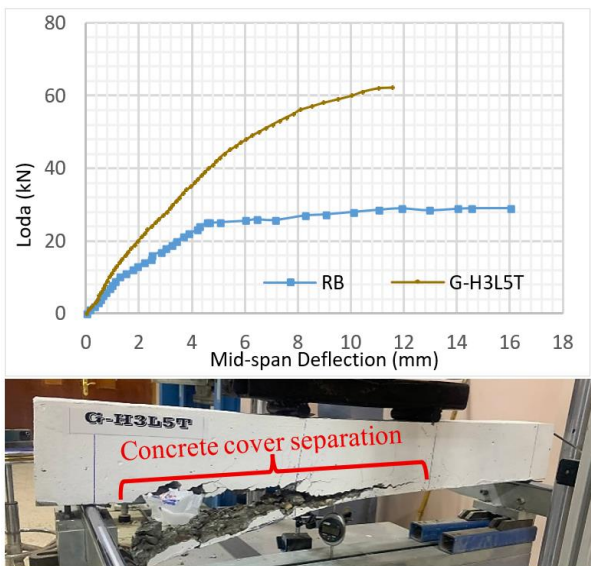 80
60
40
20
0
Loda (kN)
RB
G-H3L5T
0 2 4 6 8 10 12 14 16 18
Mid-span Deflection (mm)
G-H3L5T
Concrete cover separation